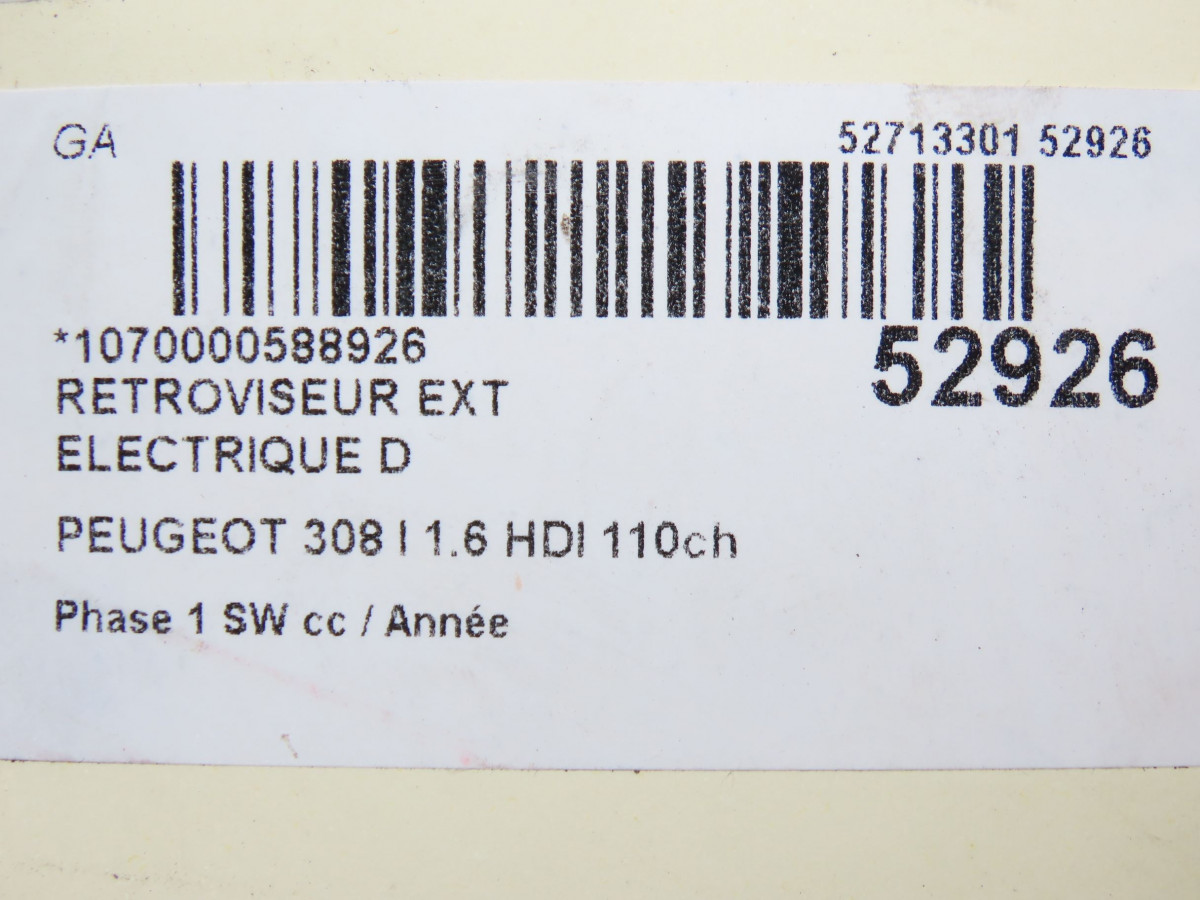 GA 52713301 52926
*1070000588926 52926
RETROVISEUR EXT
ELECTRIQUE D
PEUGEOT 308 I 1.6 HDI 110ch
Phase 1 SW cc / Année